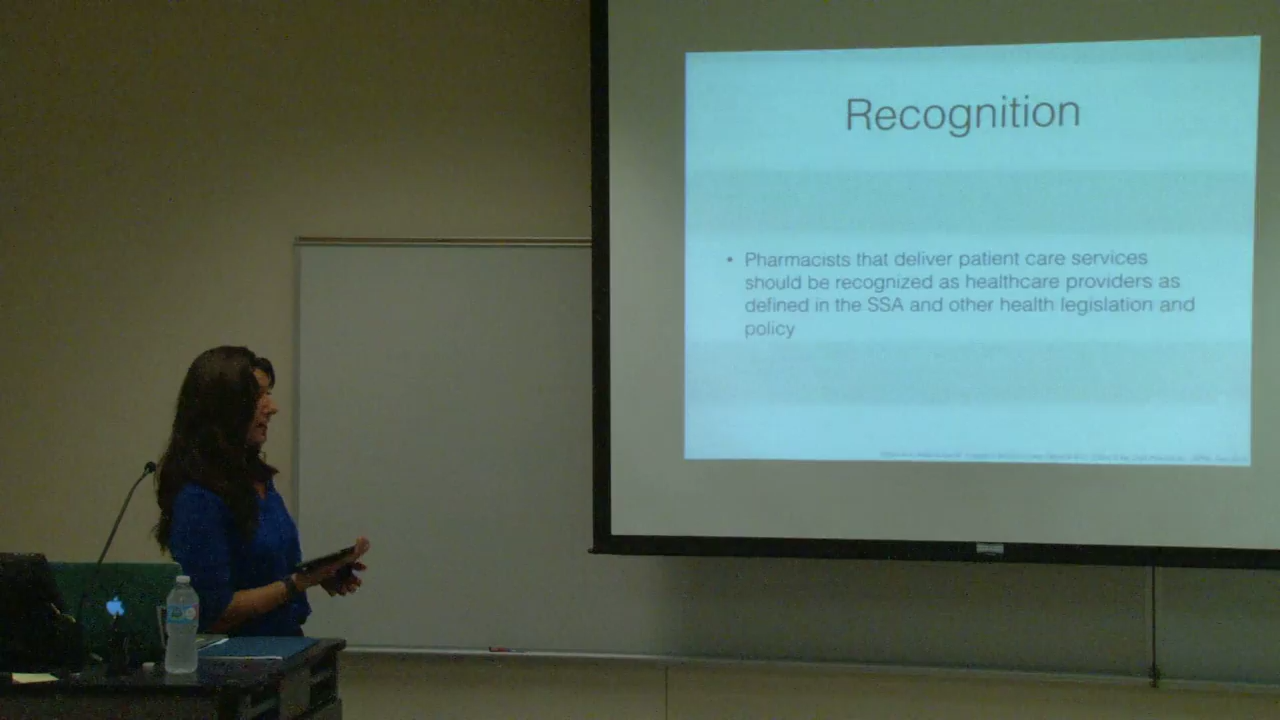 Recognition
• Pharmacists that deliver patient care services
should be recognized as healthcare providers as
defined in the SSA and other health legislation and
policy